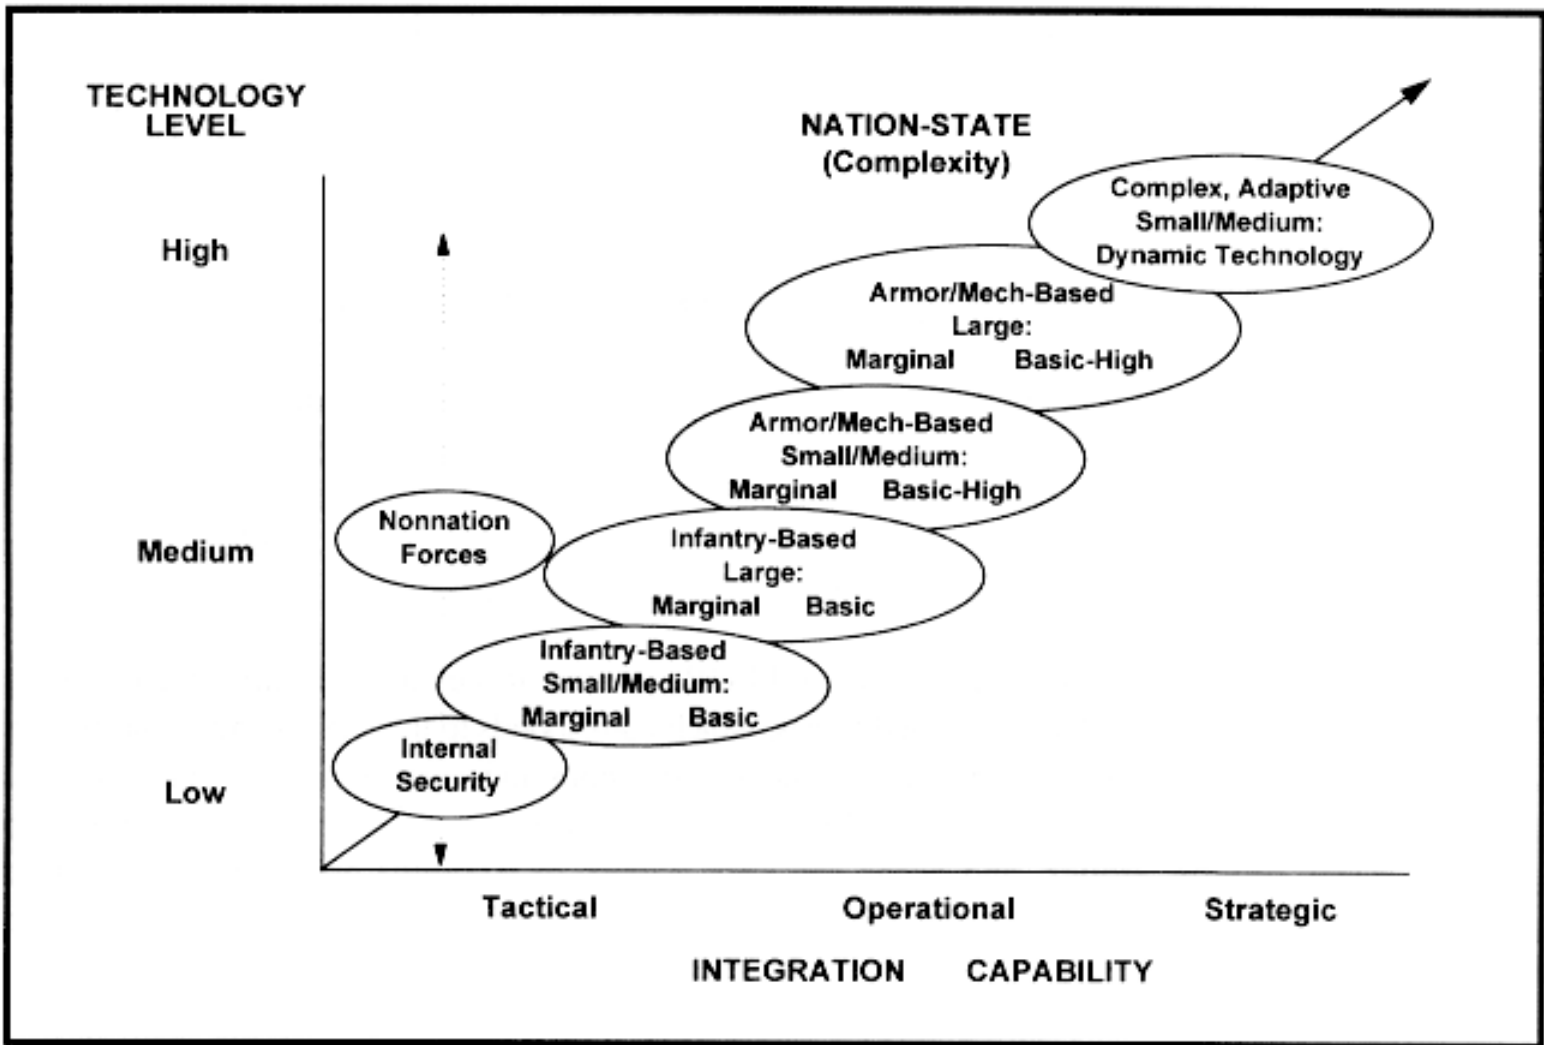 TECHNOLOGY
LEVEL
NATION-STATE
(Complexity)
Complex, Adaptive
Small/Medium:
Dynamic Technology
High
Armor/Mech-Based
Large:
Marginal Basic-High
Armor/Mech-Based
Small/Medium:
Marginal Basic-High
Nonnation
Forces
Medium
Infantry-Based
Large:
Marginal Basic
Infantry-Based
Small/Medium:
Marginal Basic
Internal
Security
Low
Tactical Operational Strategic
INTEGRATION CAPABILITY